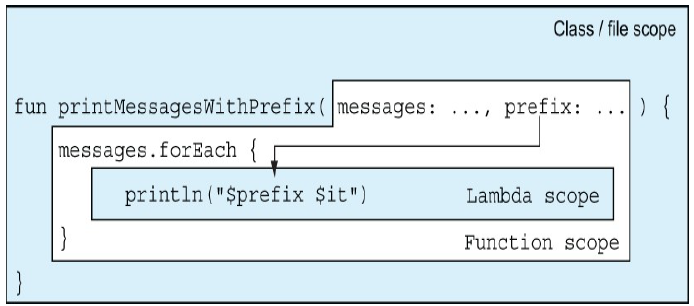 Class / file scope
fun printMessagesWithPrefix( messages: ..., prefix: ... ) {
messages.forEach {
println("$prefix $it") Lambda scope
}
Function scope
}